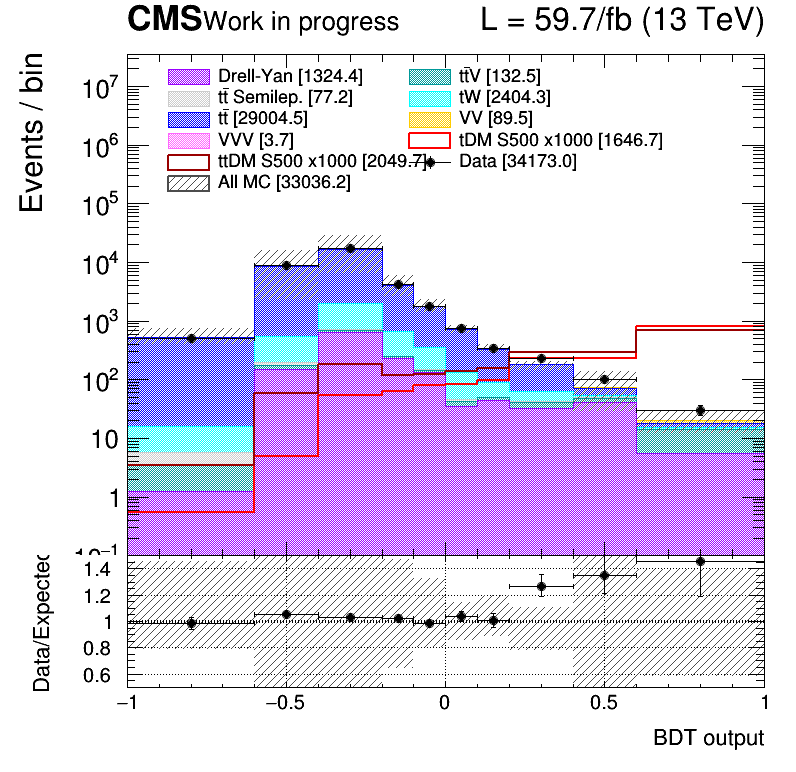 CMS Work in progress L = 59.7/fb (13 TeV)
Events / bin
Drell-Yan [1324.4] tt̄V [132.5]
tt̄ Semilep. [77.2] tW [2404.3]
tt̄ [29004.5] VV [89.5]
VVV [3.7] tDM S500 x1000 [1646.7]
ttDM S500 x1000 [2049.7] Data [34173.0]
All MC [33036.2]
10⁷
10⁶
10⁵
10⁴
10³
10²
10
1
10⁻¹
Data/Expected
1.4
1.2
1
0.8
0.6
−1 −0.5 0 0.5 1
BDT output